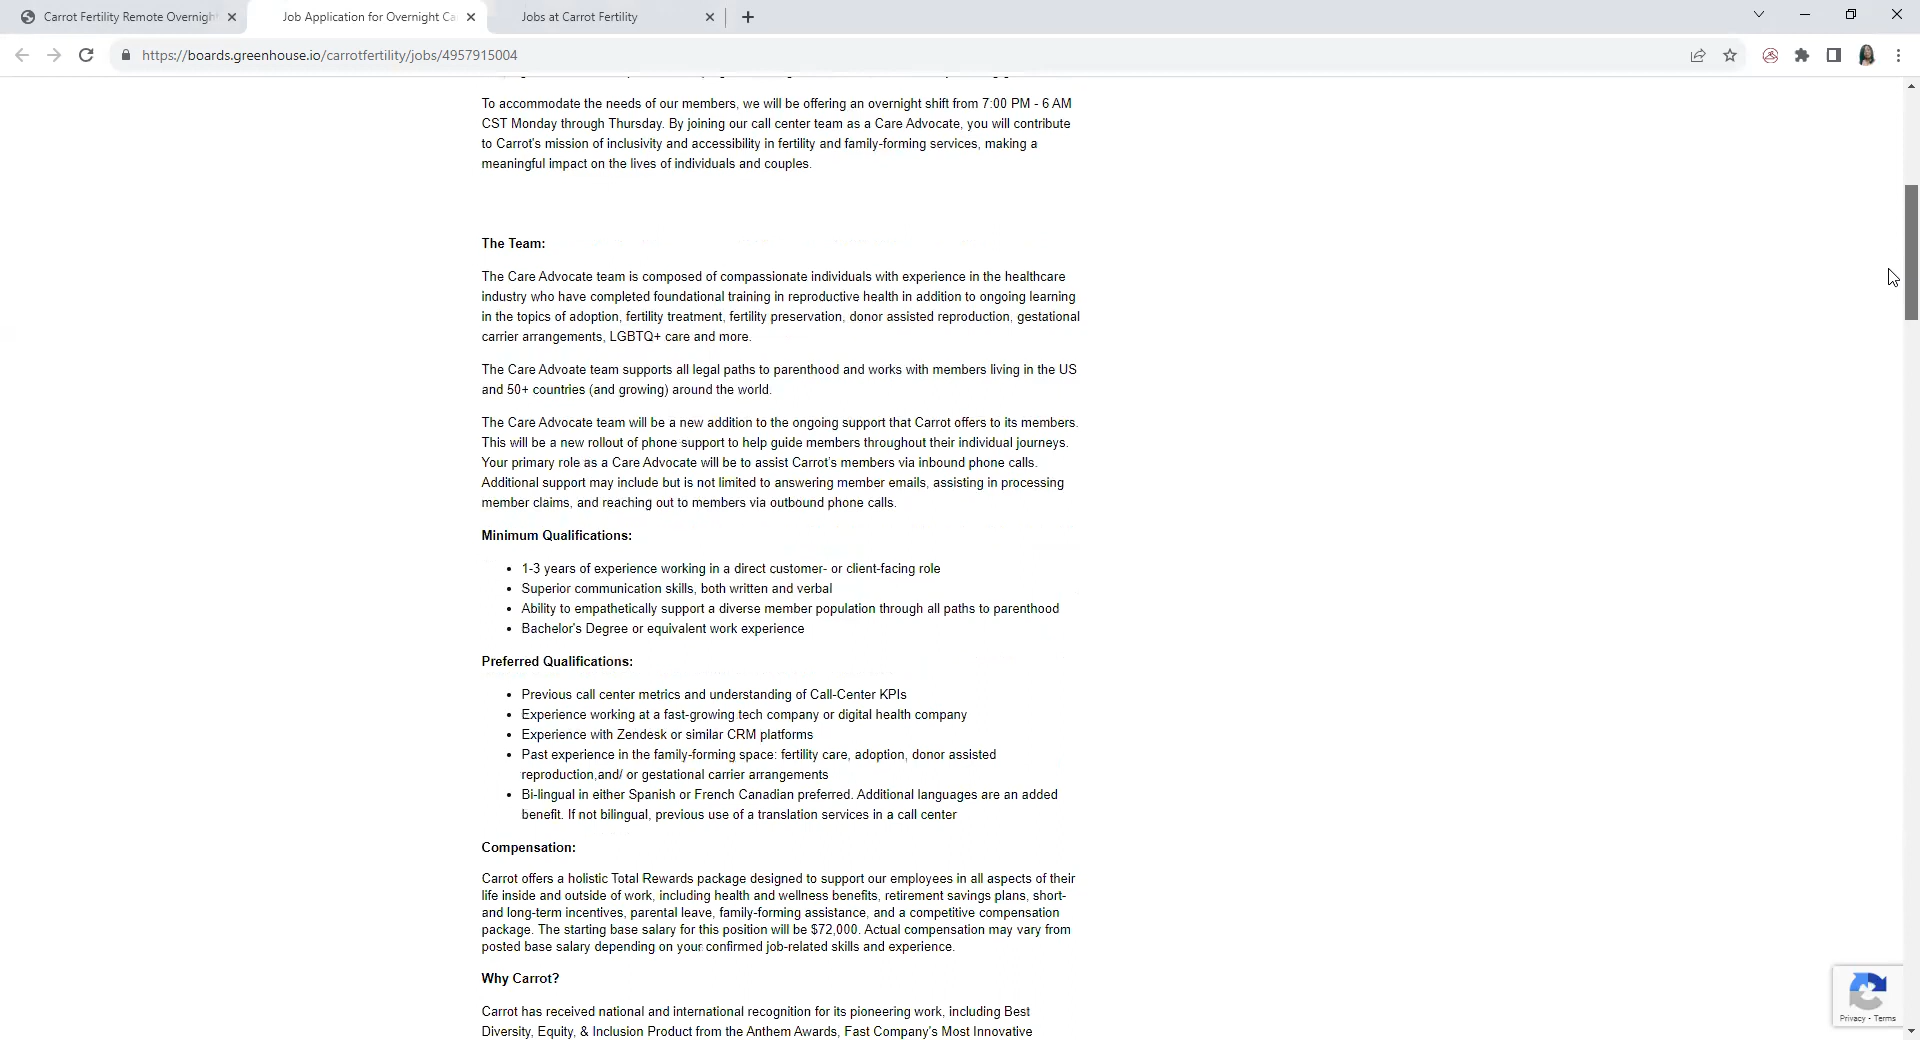 Carrot Fertility Remote Overnight
Job Application for Overnight Ca
Jobs at Carrot Fertility
https://boards.greenhouse.io/carrotfertility/jobs/4957915004
To accommodate the needs of our members, we will be offering an overnight shift from 7:00 PM - 6 AM
CST Monday through Thursday. By joining our call center team as a Care Advocate, you will contribute
to Carrot's mission of inclusivity and accessibility in fertility and family-forming services, making a
meaningful impact on the lives of individuals and couples.
The Team:
The Care Advocate team is composed of compassionate individuals with experience in the healthcare
industry who have completed foundational training in reproductive health in addition to ongoing learning
in the topics of adoption, fertility treatment, fertility preservation, donor assisted reproduction, gestational
carrier arrangements, LGBTQ+ care and more.
The Care Advoate team supports all legal paths to parenthood and works with members living in the US
and 50+ countries (and growing) around the world.
The Care Advocate team will be a new addition to the ongoing support that Carrot offers to its members.
This will be a new rollout of phone support to help guide members throughout their individual journeys.
Your primary role as a Care Advocate will be to assist Carrot's members via inbound phone calls.
Additional support may include but is not limited to answering member emails, assisting in processing
member claims, and reaching out to members via outbound phone calls.
Minimum Qualifications:
• 1-3 years of experience working in a direct customer- or client-facing role
• Superior communication skills, both written and verbal
• Ability to empathetically support a diverse member population through all paths to parenthood
• Bachelor's Degree or equivalent work experience
Preferred Qualifications:
• Previous call center metrics and understanding of Call-Center KPIs
• Experience working at a fast-growing tech company or digital health company
• Experience with Zendesk or similar CRM platforms
• Past experience in the family-forming space: fertility care, adoption, donor assisted
reproduction,and/ or gestational carrier arrangements
• Bi-lingual in either Spanish or French Canadian preferred. Additional languages are an added
benefit. If not bilingual, previous use of a translation services in a call center
Compensation:
Carrot offers a holistic Total Rewards package designed to support our employees in all aspects of their
life inside and outside of work, including health and wellness benefits, retirement savings plans, short-
and long-term incentives, parental leave, family-forming assistance, and a competitive compensation
package. The starting base salary for this position will be $72,000. Actual compensation may vary from
posted base salary depending on your confirmed job-related skills and experience.
Why Carrot?
Carrot has received national and international recognition for its pioneering work, including Best
Diversity, Equity, & Inclusion Product from the Anthem Awards, Fast Company's Most Innovative
Privacy - Terms